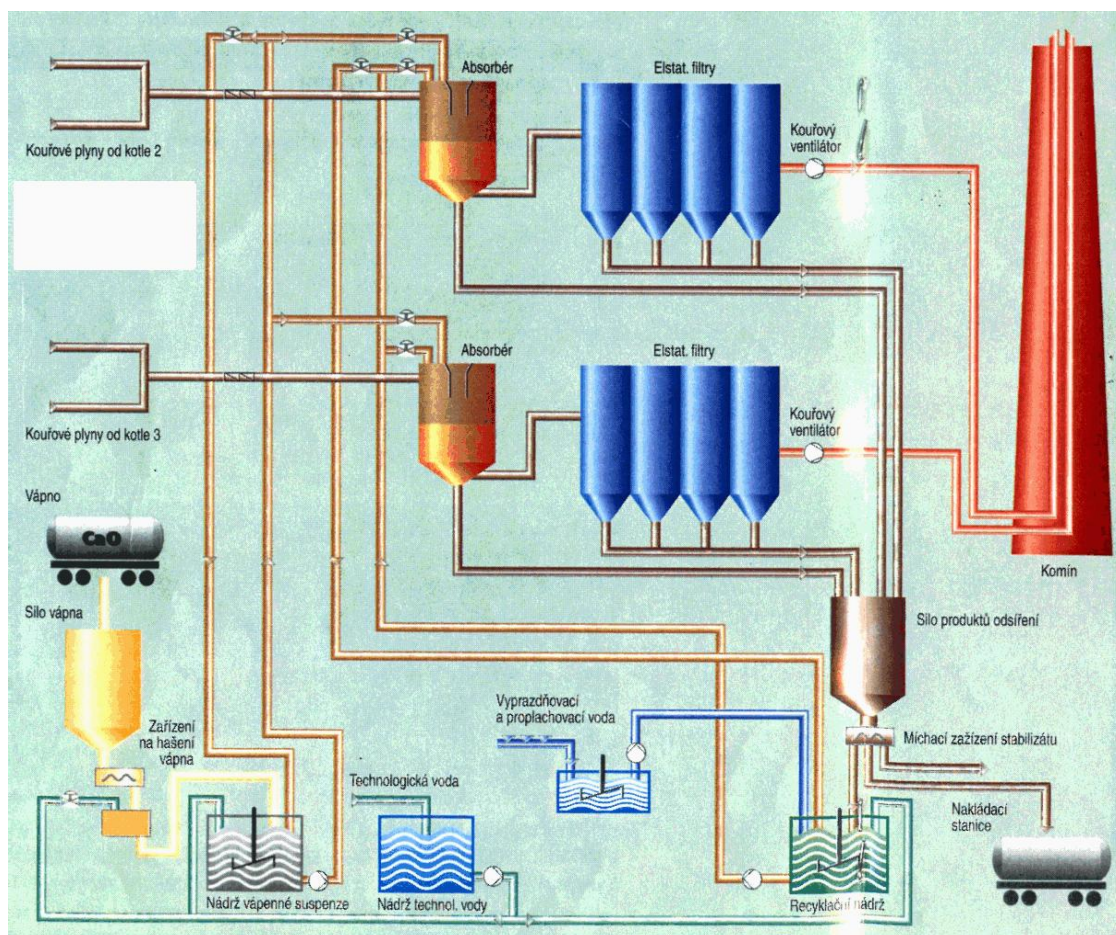 Absorbér
Elstat. filtry
Kouřový
ventilátor
Kouřové plyny od kotle 2
Absorbér
Elstat. filtry
Kouřový
ventilátor
Kouřové plyny od kotle 3
Vápno
CaO
Komín
Silo vápna
Silo produktů odsíření
Vyprazdňovací
a proplachovací voda
Zařízení
na hašení
vápna
Míchací zažízení stabilizátu
Technologická voda
Nakládací
stanice
Nádrž vápenné suspenze
Nádrž technol. vody
Recyklační nádrž